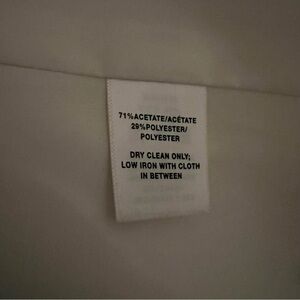 71%ACETATE/ACÉTATE
29%POLYESTER/
POLYESTER
DRY CLEAN ONLY;
LOW IRON WITH CLOTH
IN BETWEEN